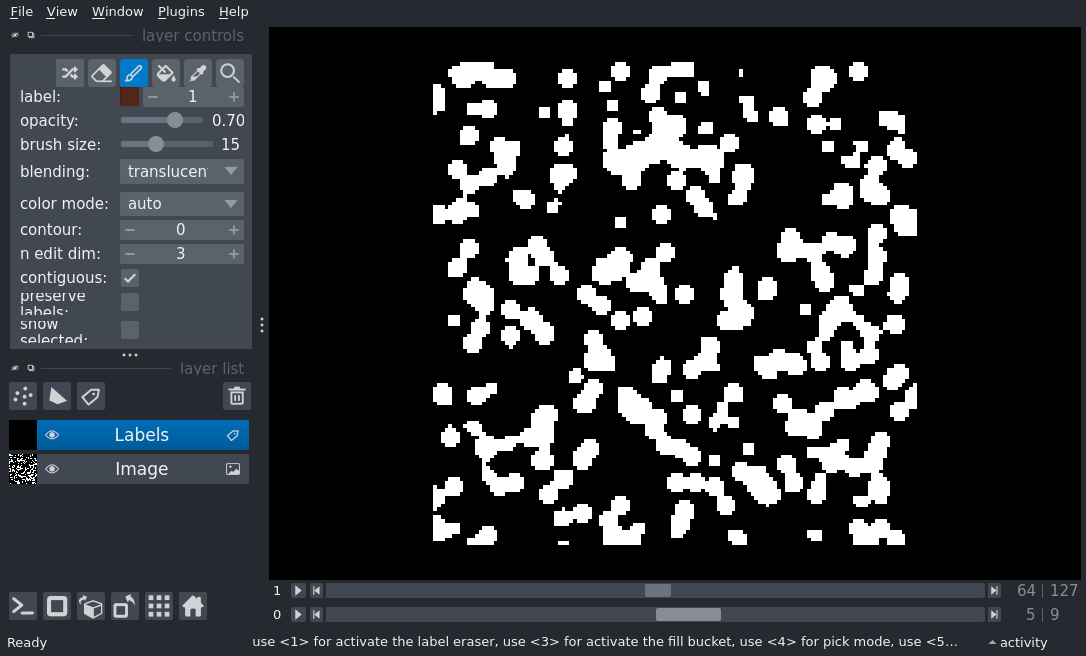 File View Window Plugins Help
layer controls
label: 1
opacity: 0.70
brush size: 15
blending: translucen
color mode: auto
contour: 0
n edit dim: 3
contiguous:
preserve
labels:
show
selected:
layer list
Labels
Image
1 64 | 127
0 5 | 9
Ready use <1> for activate the label eraser, use <3> for activate the fill bucket, use <4> for pick mode, use <5... activity